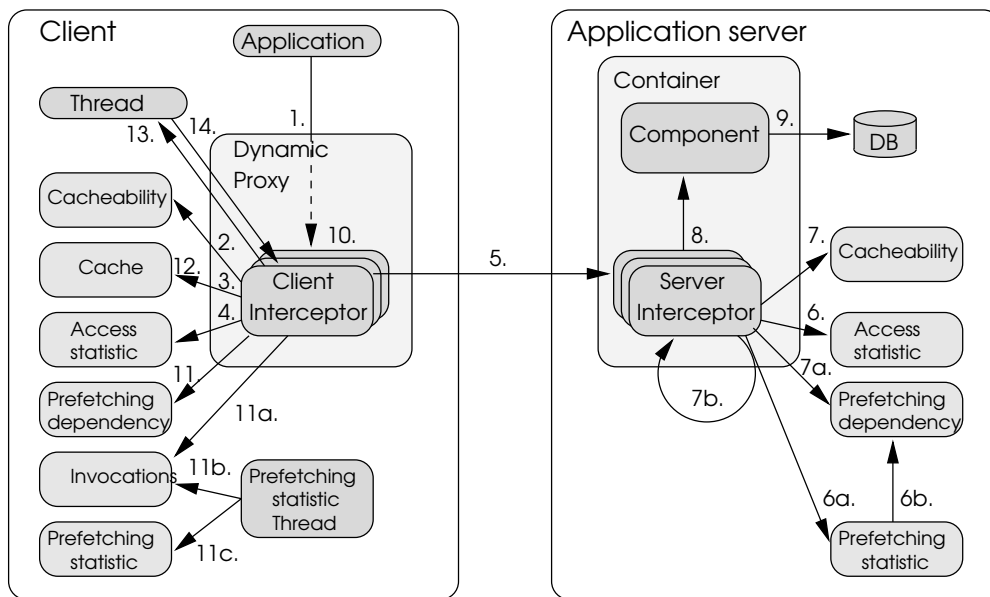 Client
Application
Thread
13.
14.
1.
Dynamic
Proxy
Cacheability
2.
10.
Cache
12.
3.
Client
Interceptor
4.
Access
statistic
11.
Prefetching
dependency
11a.
Invocations
11b.
Prefetching
statistic
Thread
Prefetching
statistic
11c.
5.
Application server
Container
Component
9.
DB
8.
7.
Cacheability
Server
Interceptor
6.
Access
statistic
7a.
7b.
Prefetching
dependency
6a.
6b.
Prefetching
statistic